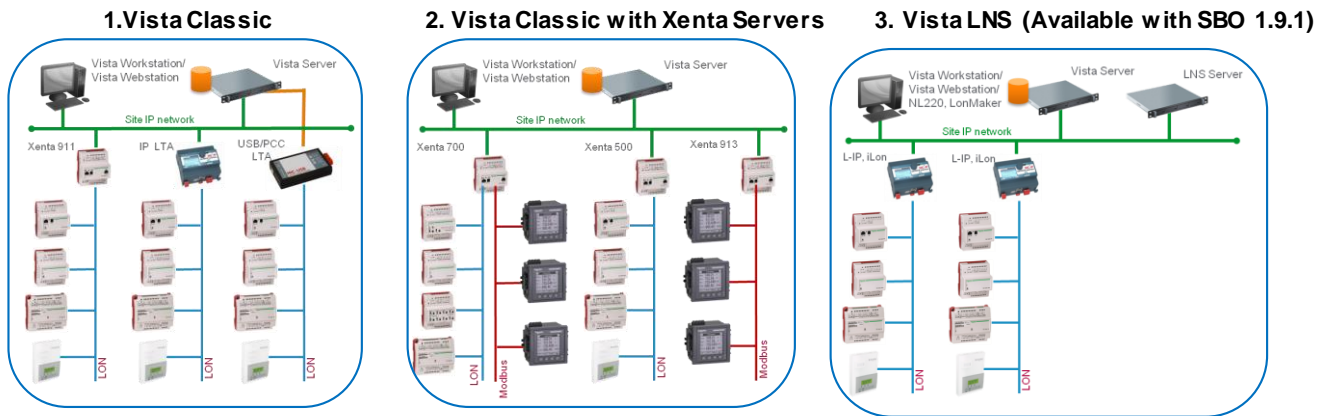 1.Vista Classic
Vista Workstation/
Vista Webstation
Vista Server
Site IP network
Xenta 911
IP LTA
USB/PCC
LTA
LON
LON
LON
2. Vista Classic with Xenta Servers
Vista Workstation/
Vista Webstation
Vista Server
Site IP network
Xenta 700
Xenta 500
Xenta 913
LON
Modbus
LON
Modbus
3. Vista LNS (Available with SBO 1.9.1)
Vista Workstation/
Vista Webstation/
NL220, LonMaker
Vista Server
LNS Server
Site IP network
L-IP, iLon
L-IP, iLon
LON
LON